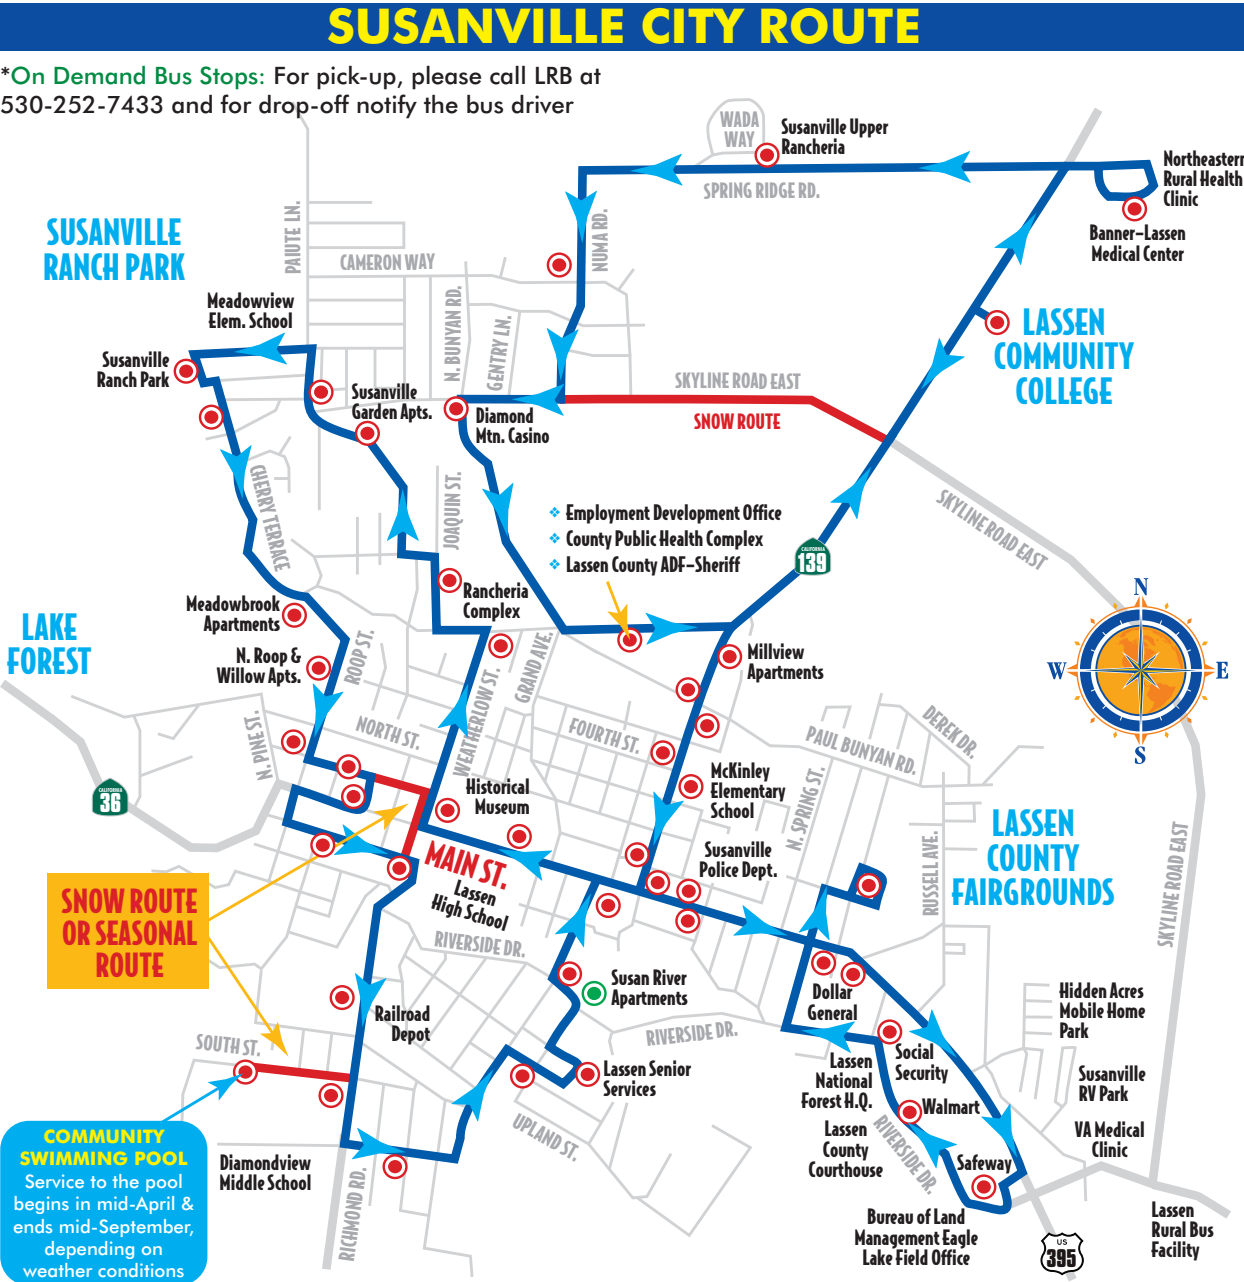 SUSANVILLE CITY ROUTE
*On Demand Bus Stops: For pick-up, please call LRB at
530-252-7433 and for drop-off notify the bus driver
WADA
WAY
Susanville Upper
Rancheria
SPRING RIDGE RD.
Northeastern
Rural Health
Clinic
Banner–Lassen
Medical Center
SUSANVILLE
RANCH PARK
PAIUTE LN.
CAMERON WAY
NUMA RD.
N. BUNYAN RD.
GENTRY LN.
Meadowview
Elem. School
Susanville
Ranch Park
Susanville
Garden Apts.
Diamond
Mtn. Casino
SKYLINE ROAD EAST
SNOW ROUTE
LASSEN
COMMUNITY
COLLEGE
CHERRY TERRACE
JOAQUIN ST.
❖ Employment Development Office
❖ County Public Health Complex
❖ Lassen County ADF–Sheriff
CALIFORNIA
139
SKYLINE ROAD EAST
N
W
E
S
Rancheria
Complex
Meadowbrook
Apartments
LAKE
FOREST
N. Roop &
Willow Apts.
ROOP ST.
WEATHERLOW ST.
GRAND AVE.
Millview
Apartments
N. PINE ST.
NORTH ST.
FOURTH ST.
PAUL BUNYAN RD.
DEREK DR.
CALIFORNIA
36
Historical
Museum
McKinley
Elementary
School
N. SPRING ST.
RUSSELL AVE.
LASSEN
COUNTY
FAIRGROUNDS
SKYLINE ROAD EAST
MAIN ST.
Lassen
High School
Susanville
Police Dept.
SNOW ROUTE
OR SEASONAL
ROUTE
RIVERSIDE DR.
Susan River
Apartments
Dollar
General
Hidden Acres
Mobile Home
Park
Railroad
Depot
RIVERSIDE DR.
SOUTH ST.
Lassen Senior
Services
Social
Security
Lassen
National
Forest H.Q.
Susanville
RV Park
Walmart
COMMUNITY
SWIMMING POOL
Service to the pool
begins in mid-April &
ends mid-September,
depending on
weather conditions
UPLAND ST.
Lassen
County
Courthouse
RIVERSIDE DR.
VA Medical
Clinic
Diamondview
Middle School
RICHMOND RD.
Safeway
Bureau of Land
Management Eagle
Lake Field Office
US
395
Lassen
Rural Bus
Facility